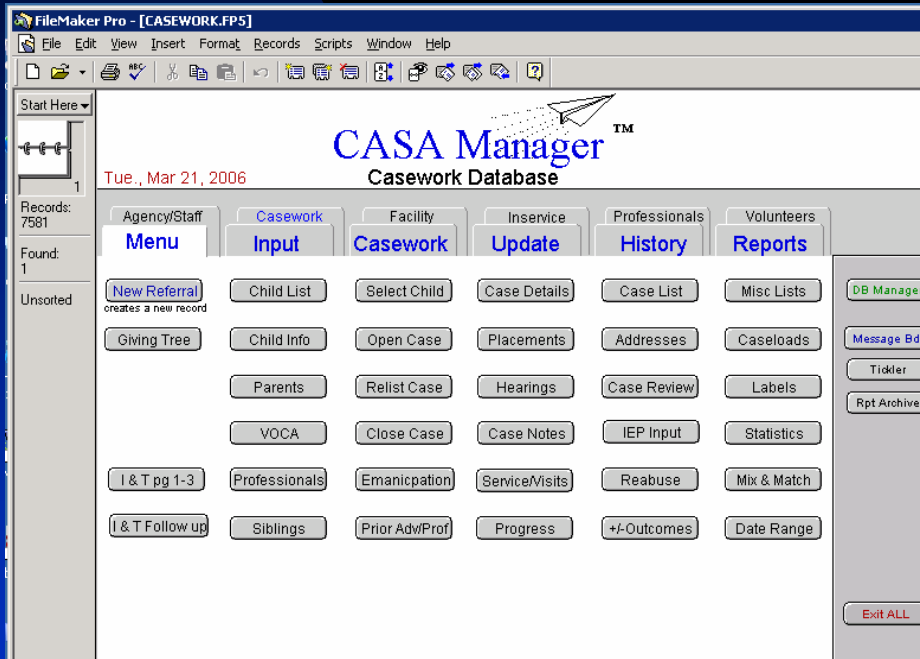 FileMaker Pro - [CASEWORK.FP5]
File Edit View Insert Format Records Scripts Window Help
ABC
Start Here
1
Records:
7581
Found:
1
Unsorted
CASA Manager ™
Tue., Mar 21, 2006 Casework Database
Agency/Staff Casework Facility Inservice Professionals Volunteers
Menu Input Casework Update History Reports
New Referral Child List Select Child Case Details Case List Misc Lists DB Manage
creates a new record
Giving Tree Child Info Open Case Placements Addresses Caseloads Message Bd
Tickler
Parents Relist Case Hearings Case Review Labels Rpt Archive
VOCA Close Case Case Notes IEP Input Statistics
I & T pg 1-3 Professionals Emanicpation Service/Visits Reabuse Mix & Match
I & T Follow up Siblings Prior Adv/Prof Progress +/-Outcomes Date Range
Exit ALL